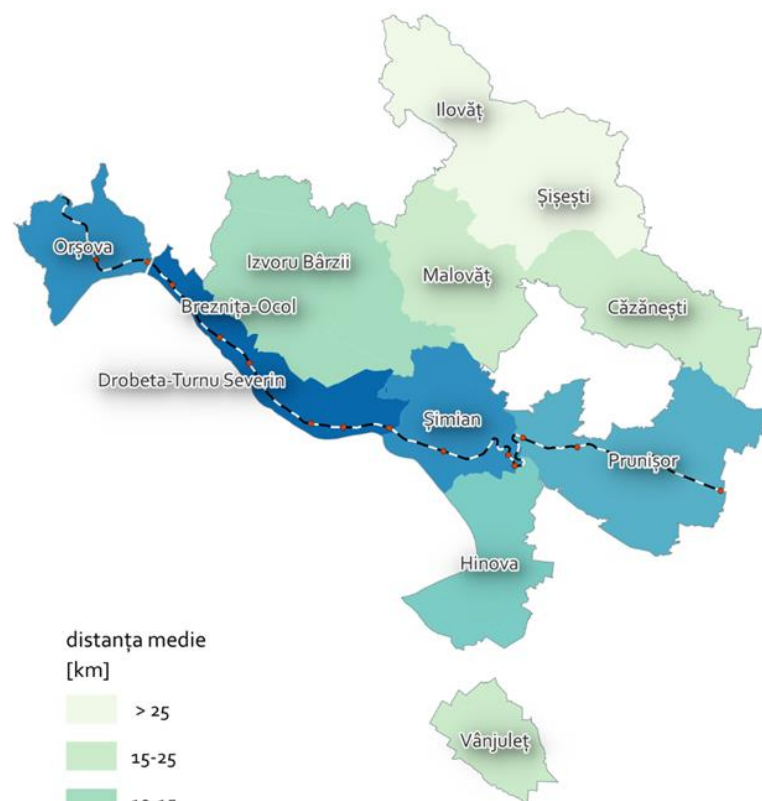 Ilovăț
Șișești
Orșova
Izvoru Bârzii
Malovăț
Breznița-Ocol
Căzănești
Drobeta-Turnu Severin
Șimian
Prunișor
Hinova
distanța medie
[km]
> 25
15-25
Vânjuleț